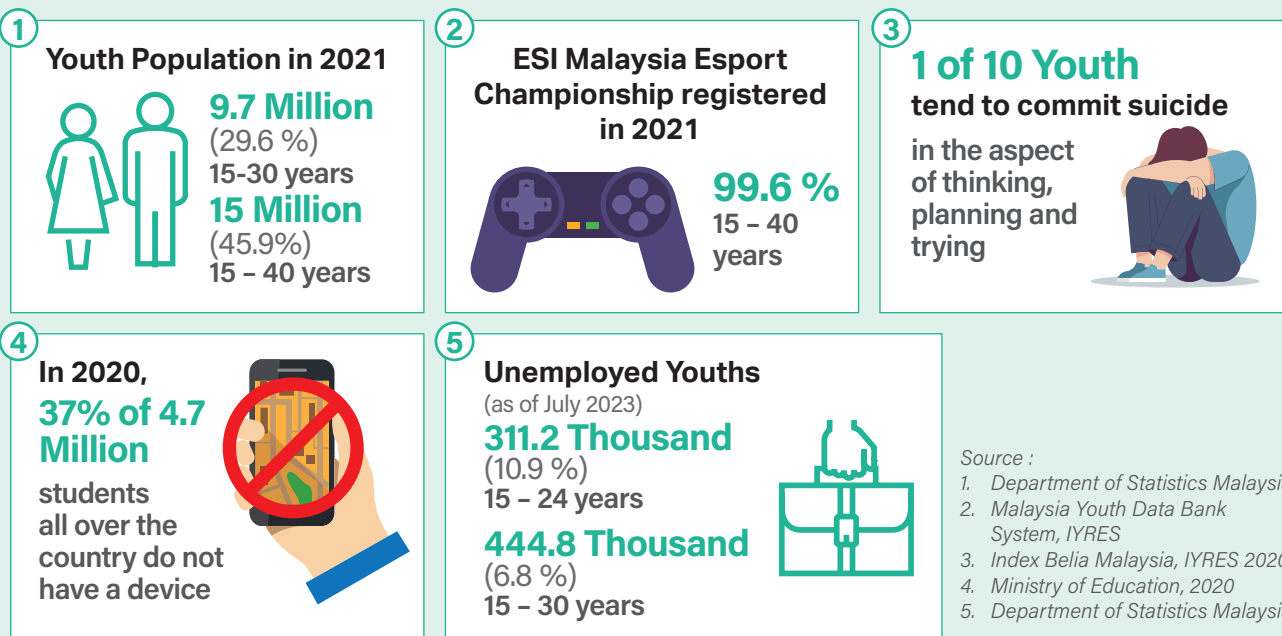 1
Youth Population in 2021
9.7 Million
(29.6 %)
15-30 years
15 Million
(45.9%)
15 – 40 years
2
ESI Malaysia Esport
Championship registered
in 2021
99.6 %
15 – 40
years
3
1 of 10 Youth
tend to commit suicide
in the aspect
of thinking,
planning and
trying
4
In 2020,
37% of 4.7
Million
students
all over the
country do not
have a device
5
Unemployed Youths
(as of July 2023)
311.2 Thousand
(10.9 %)
15 – 24 years
444.8 Thousand
(6.8 %)
15 – 30 years
Source :
1. Department of Statistics Malaysia
2. Malaysia Youth Data Bank
System, IYRES
3. Index Belia Malaysia, IYRES 2020
4. Ministry of Education, 2020
5. Department of Statistics Malaysia